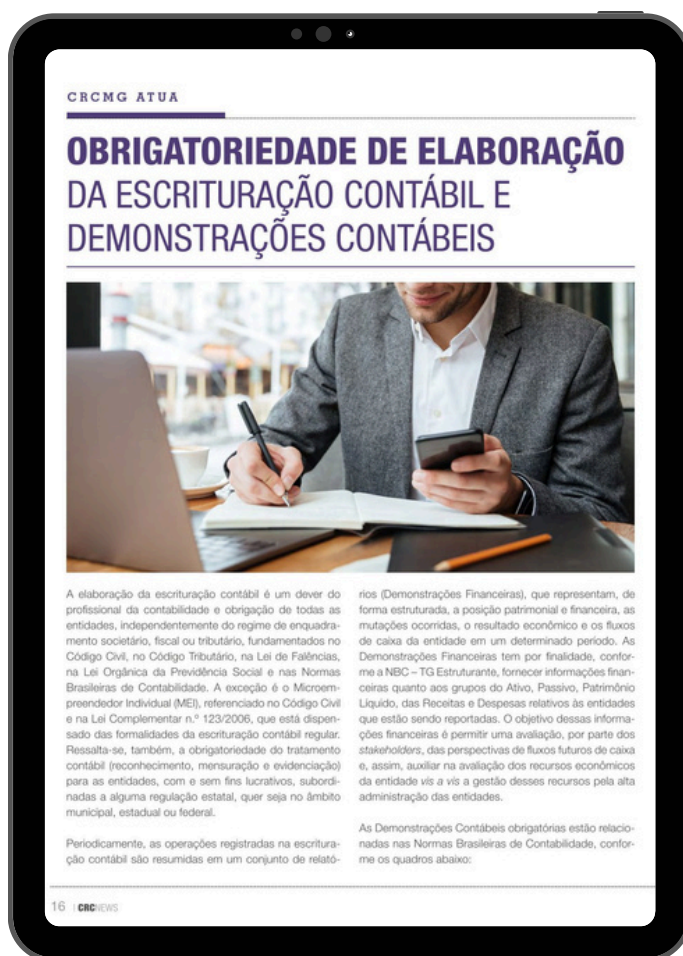 CRCMG ATUA
OBRIGATORIEDADE DE ELABORAÇÃO
DA ESCRITURAÇÃO CONTÁBIL E
DEMONSTRAÇÕES CONTÁBEIS
A elaboração da escrituração contábil é um dever do
profissional da contabilidade e obrigação de todas as
entidades, independentemente do regime de enquadra-
mento societário, fiscal ou tributário, fundamentados no
Código Civil, no Código Tributário, na Lei de Falências,
na Lei Orgânica da Previdência Social e nas Normas
Brasileiras de Contabilidade. A exceção é o Microem-
preendedor Individual (MEI), referenciado no Código Civil
e na Lei Complementar n.º 123/2006, que está dispen-
sado das formalidades da escrituração contábil regular.
Ressalta-se, também, a obrigatoriedade do tratamento
contábil (reconhecimento, mensuração e evidenciação)
para as entidades, com e sem fins lucrativos, subordi-
nadas a alguma regulação estatal, quer seja no âmbito
municipal, estadual ou federal.
Periodicamente, as operações registradas na escritura-
ção contábil são resumidas em um conjunto de relató-
rios (Demonstrações Financeiras), que representam, de
forma estruturada, a posição patrimonial e financeira, as
mutações ocorridas, o resultado econômico e os fluxos
de caixa da entidade em um determinado período. As
Demonstrações Financeiras tem por finalidade, confor-
me a NBC – TG Estruturante, fornecer informações finan-
ceiras quanto aos grupos do Ativo, Passivo, Patrimônio
Líquido, das Receitas e Despesas relativos às entidades
que estão sendo reportadas. O objetivo dessas informa-
ções financeiras é permitir uma avaliação, por parte dos
stakeholders, das perspectivas de fluxos futuros de caixa
e, assim, auxiliar na avaliação dos recursos econômicos
da entidade vis a vis a gestão desses recursos pela alta
administração das entidades.
As Demonstrações Contábeis obrigatórias estão relacio-
nadas nas Normas Brasileiras de Contabilidade, confor-
me os quadros abaixo:
16 | CRCNEWS